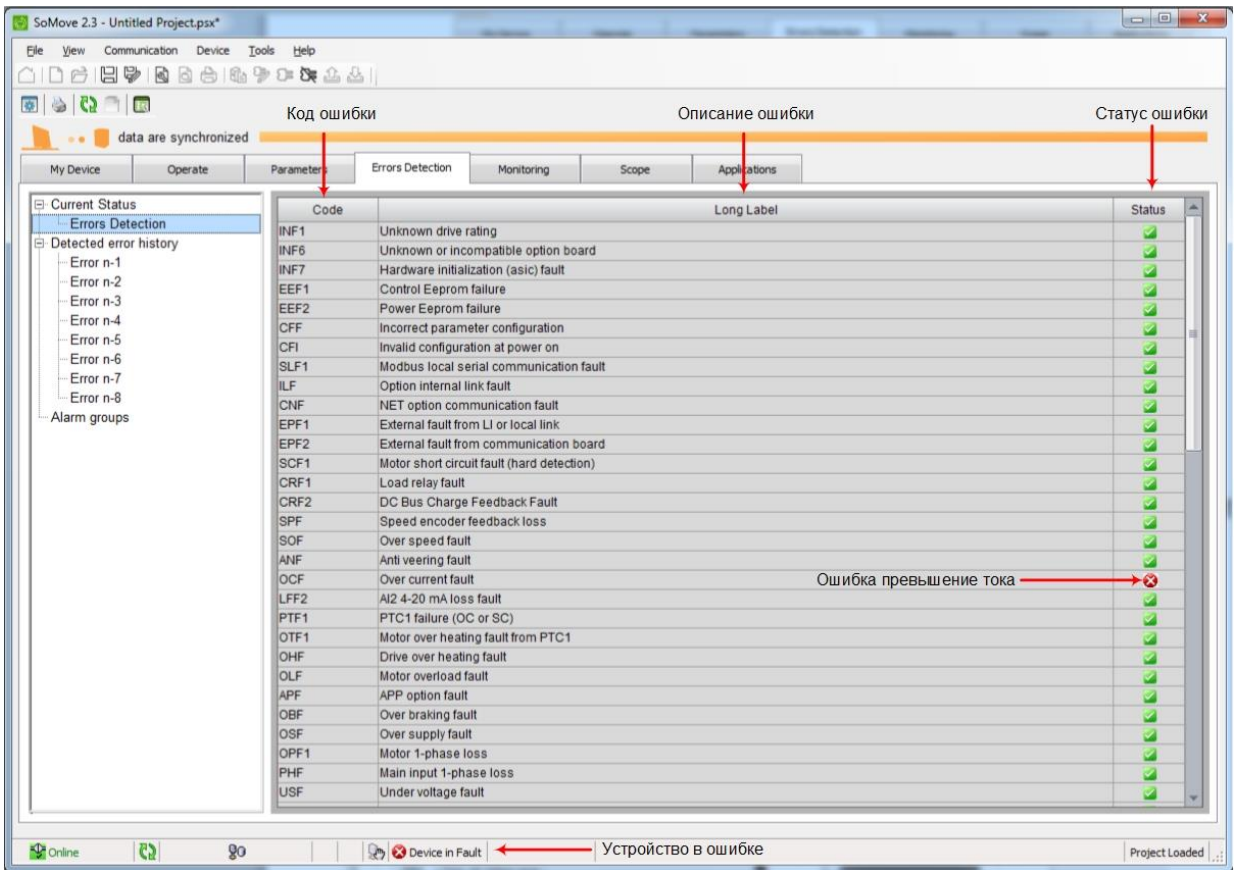 SoMove 2.3 - Untitled Project.psx*
File View Communication Device Tools Help
Код ошибки Описание ошибки Статус ошибки
data are synchronized
My Device Operate Parameters Errors Detection Monitoring Scope Applications
Current Status
Errors Detection
Detected error history
Error n-1
Error n-2
Error n-3
Error n-4
Error n-5
Error n-6
Error n-7
Error n-8
Alarm groups
Code Long Label Status
INF1 Unknown drive rating
INF6 Unknown or incompatible option board
INF7 Hardware initialization (asic) fault
EEF1 Control Eeprom failure
EEF2 Power Eeprom failure
CFF Incorrect parameter configuration
CFI Invalid configuration at power on
SLF1 Modbus local serial communication fault
ILF Option internal link fault
CNF NET option communication fault
EPF1 External fault from LI or local link
EPF2 External fault from communication board
SCF1 Motor short circuit fault (hard detection)
CRF1 Load relay fault
CRF2 DC Bus Charge Feedback Fault
SPF Speed encoder feedback loss
SOF Over speed fault
ANF Anti veering fault
OCF Over current fault Ошибка превышение тока
LFF2 AI2 4-20 mA loss fault
PTF1 PTC1 failure (OC or SC)
OTF1 Motor over heating fault from PTC1
OHF Drive over heating fault
OLF Motor overload fault
APF APP option fault
OBF Over braking fault
OSF Over supply fault
OPF1 Motor 1-phase loss
PHF Main input 1-phase loss
USF Under voltage fault
Online Device in Fault Устройство в ошибке Project Loaded